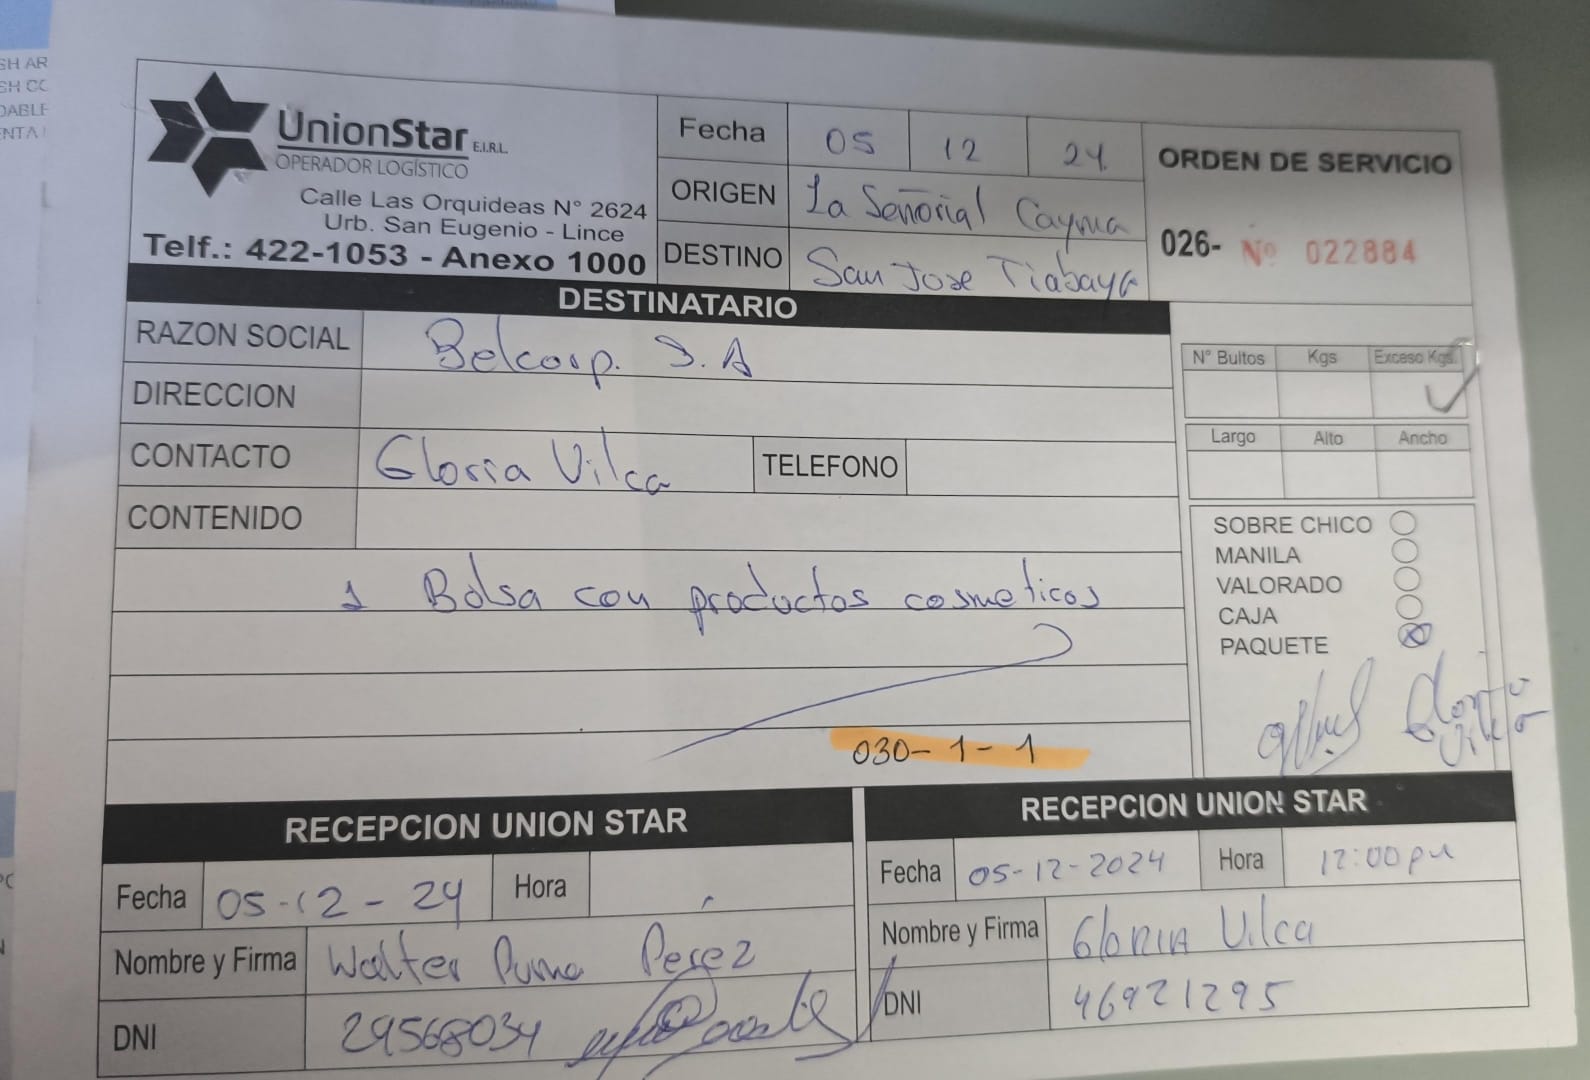 UnionStar E.I.R.L.
OPERADOR LOGÍSTICO
Calle Las Orquideas N° 2624
Urb. San Eugenio - Lince
Telf.: 422-1053 - Anexo 1000
Fecha 05 12 24
ORIGEN La Señorial Cayma
DESTINO San Jose Tiabaya
ORDEN DE SERVICIO
026- Nº 022884
DESTINATARIO
RAZON SOCIAL Belcorp. S.A
DIRECCION
CONTACTO Gloria Vilca TELEFONO
CONTENIDO
1 Bolsa con productos cosmeticos
030-1-1
N° Bultos Kgs Exceso Kgs.
Largo Alto Ancho
SOBRE CHICO
MANILA
VALORADO
CAJA
PAQUETE
Gloria
Vilca
RECEPCION UNION STAR
Fecha 05-12-24 Hora
Nombre y Firma Walter Puma Perez
DNI 29568034
RECEPCION UNION STAR
Fecha 05-12-2024 Hora 12:00 pm
Nombre y Firma Gloria Vilca
DNI 46921295